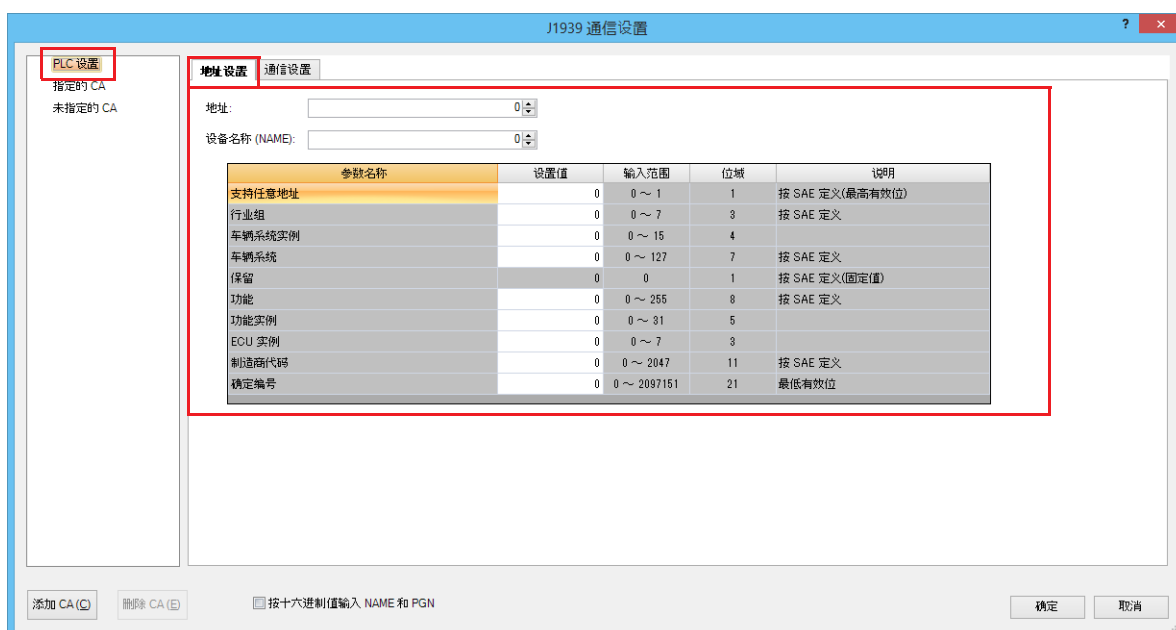 J1939 通信设置
? ×
PLC 设置
指定的 CA
未指定的 CA
地址设置 通信设置
地址: 0
设备名称 (NAME): 0
参数名称 设置值 输入范围 位域 说明
支持任意地址 0 0 ～ 1 1 按 SAE 定义(最高有效位)
行业组 0 0 ～ 7 3 按 SAE 定义
车辆系统实例 0 0 ～ 15 4
车辆系统 0 0 ～ 127 7 按 SAE 定义
保留 0 0 1 按 SAE 定义(固定值)
功能 0 0 ～ 255 8 按 SAE 定义
功能实例 0 0 ～ 31 5
ECU 实例 0 0 ～ 7 3
制造商代码 0 0 ～ 2047 11 按 SAE 定义
确定编号 0 0 ～ 2097151 21 最低有效位
添加 CA(C) 删除 CA(E) 按十六进制值输入 NAME 和 PGN 确定 取消